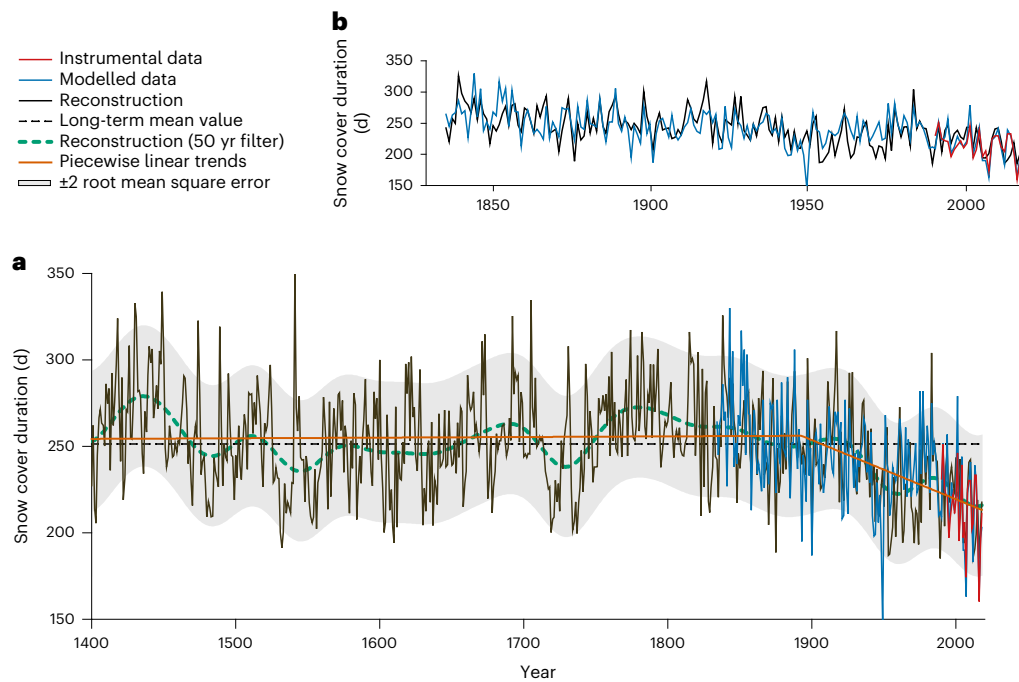 b
Instrumental data
Modelled data
Reconstruction
Long-term mean value
Reconstruction (50 yr filter)
Piecewise linear trends
±2 root mean square error
Snow cover duration
(d)
350
300
250
200
150
1850
1900
1950
2000
a
Snow cover duration (d)
350
300
250
200
150
1400
1500
1600
1700
1800
1900
2000
Year